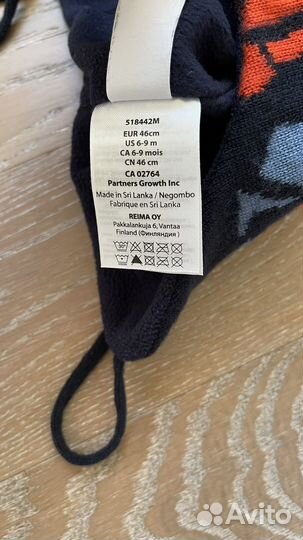 518442M
EUR 46cm
US 6-9 m
CA 6-9 mois
CN 46 cm
CA 02764
Partners Growth Inc
Made in Sri Lanka / Negombo
Fabrique en Sri Lanka
REIMA OY
Pakkalankuja 6, Vantaa
Finland (Финляндия )
Avito